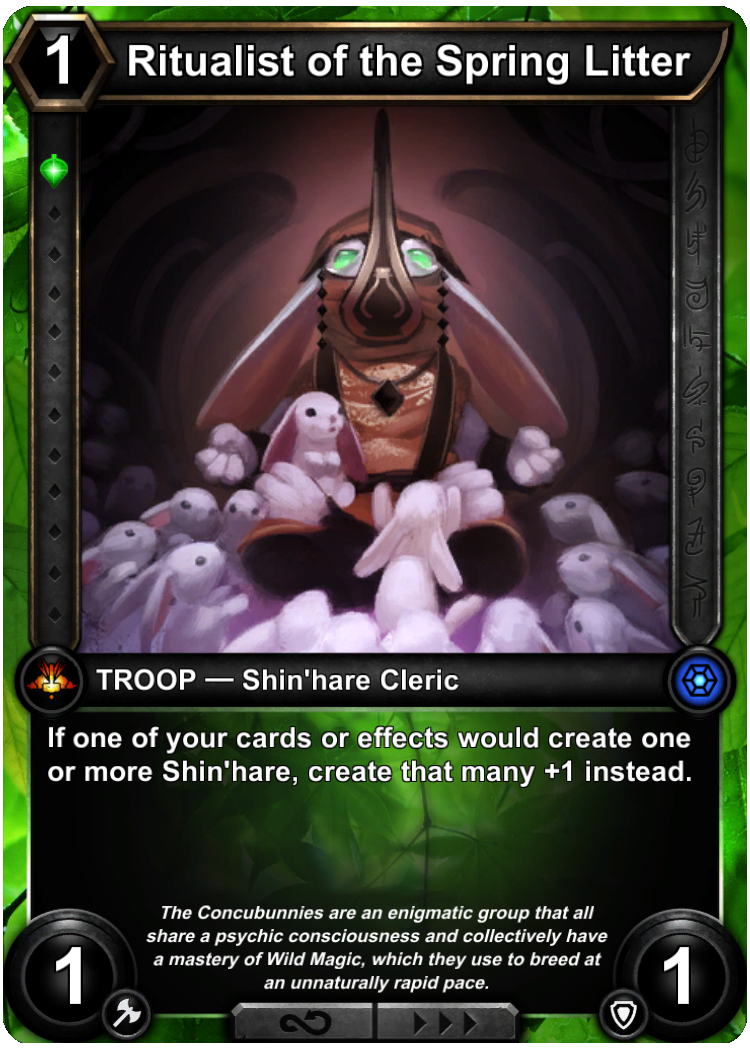 1
Ritualist of the Spring Litter
TROOP — Shin'hare Cleric
If one of your cards or effects would create one
or more Shin'hare, create that many +1 instead.
The Concubunnies are an enigmatic group that all
share a psychic consciousness and collectively have
a mastery of Wild Magic, which they use to breed at
an unnaturally rapid pace.
1
1